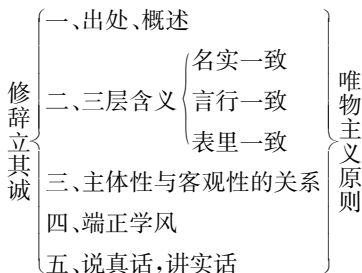 修辞立其诚
一、出处、概述
二、三层含义
名实一致
言行一致
表里一致
三、主体性与客观性的关系
四、端正学风
五、说真话,讲实话
唯物主义原则